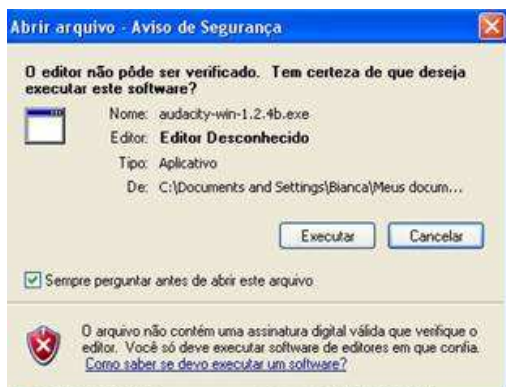 Abrir arquivo - Aviso de Segurança
O editor não pôde ser verificado. Tem certeza de que deseja
executar este software?
Nome: audacity-win-1.2.4b.exe
Editor: Editor Desconhecido
Tipo: Aplicativo
De: C:\Documents and Settings\Bianca\Meus docum...
Executar Cancelar
Sempre perguntar antes de abrir este arquivo
O arquivo não contém uma assinatura digital válida que verifique o
editor. Você só deve executar software de editores em que confia.
Como saber se devo executar um software?